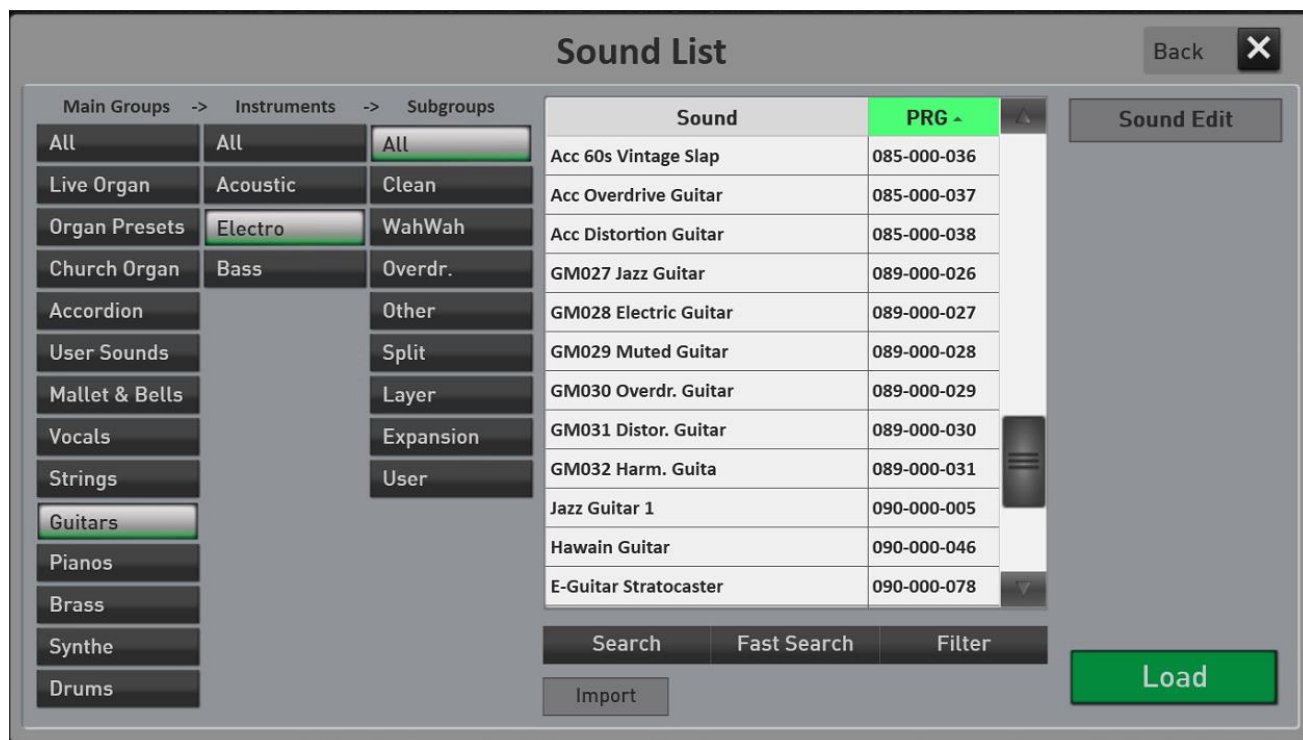 Sound List
Back
Main Groups -> Instruments -> Subgroups
All
Live Organ
Organ Presets
Church Organ
Accordion
User Sounds
Mallet & Bells
Vocals
Strings
Guitars
Pianos
Brass
Synthe
Drums
All
Acoustic
Electro
Bass
All
Clean
WahWah
Overdr.
Other
Split
Layer
Expansion
User
Sound PRG
Acc 60s Vintage Slap 085-000-036
Acc Overdrive Guitar 085-000-037
Acc Distortion Guitar 085-000-038
GM027 Jazz Guitar 089-000-026
GM028 Electric Guitar 089-000-027
GM029 Muted Guitar 089-000-028
GM030 Overdr. Guitar 089-000-029
GM031 Distor. Guitar 089-000-030
GM032 Harm. Guita 089-000-031
Jazz Guitar 1 090-000-005
Hawain Guitar 090-000-046
E-Guitar Stratocaster 090-000-078
Search Fast Search Filter
Import
Sound Edit
Load